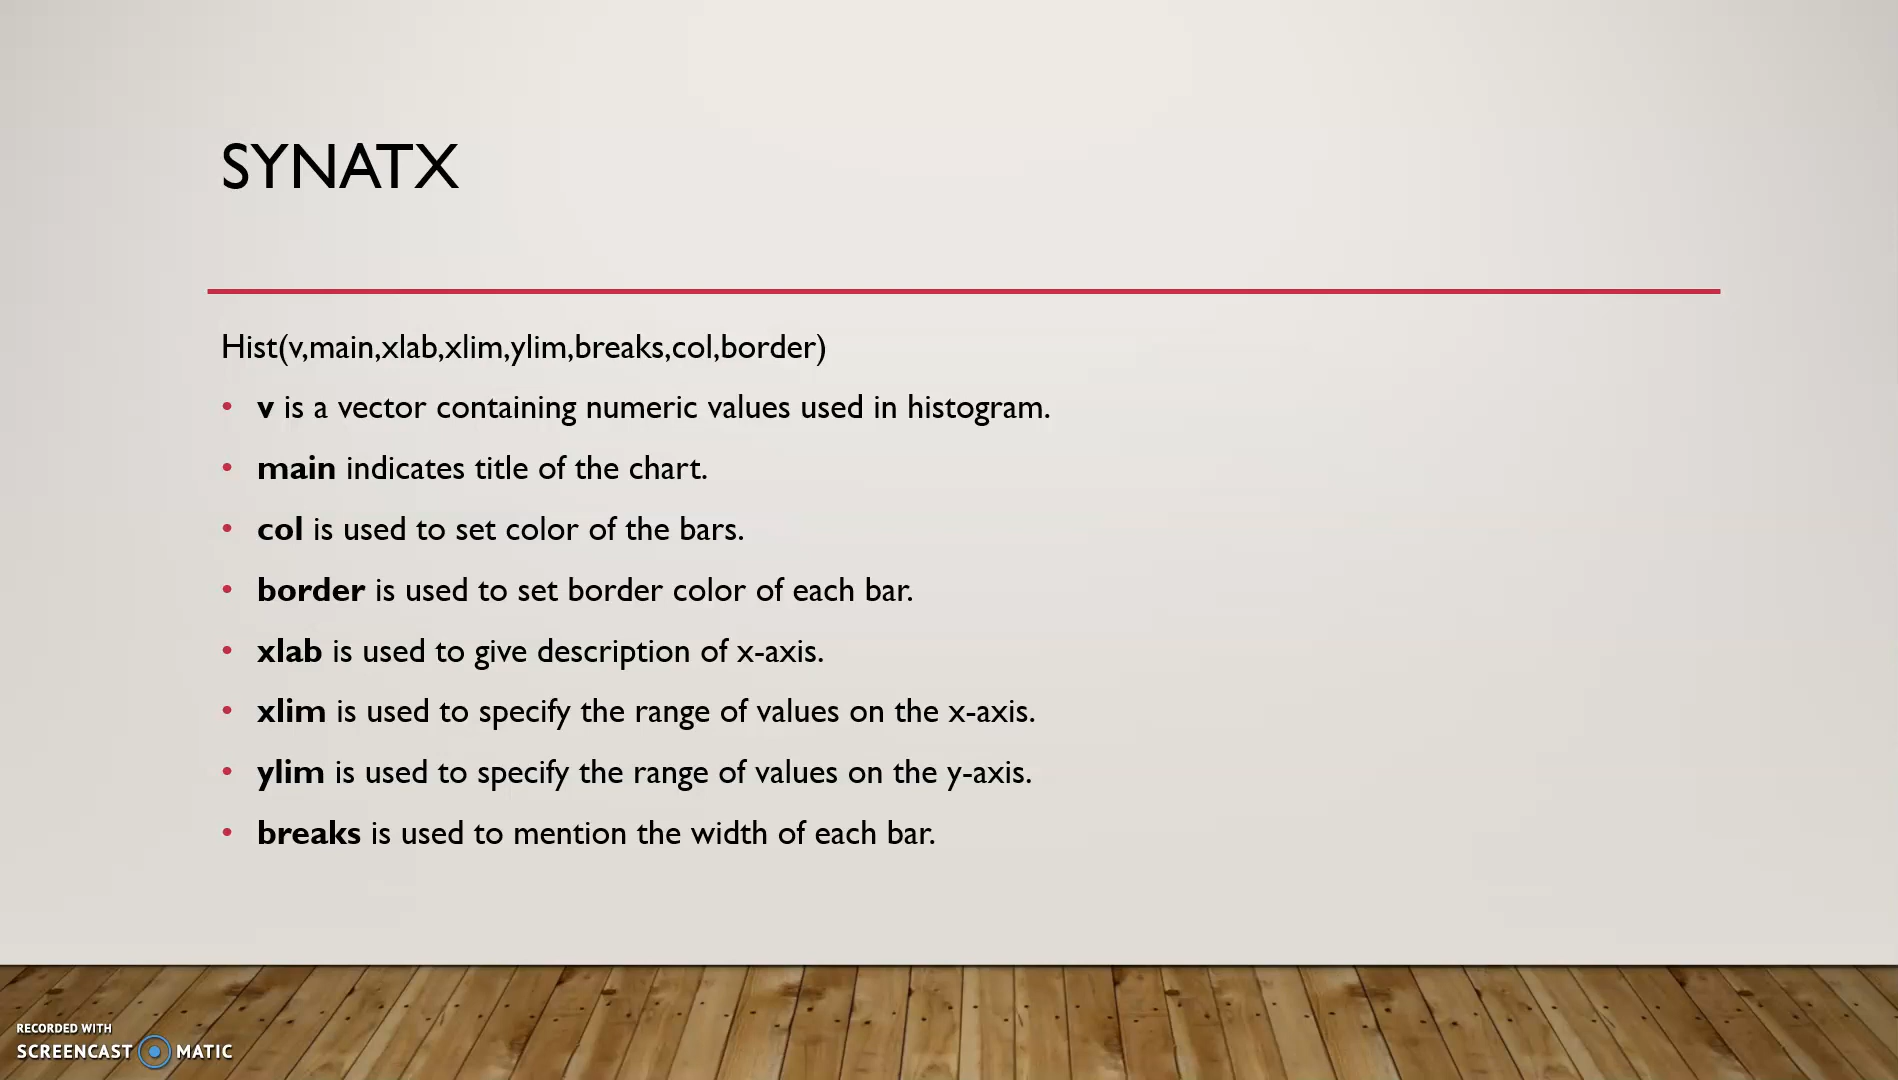 SYNATX
Hist(v,main,xlab,xlim,ylim,breaks,col,border)
• v is a vector containing numeric values used in histogram.
• main indicates title of the chart.
• col is used to set color of the bars.
• border is used to set border color of each bar.
• xlab is used to give description of x-axis.
• xlim is used to specify the range of values on the x-axis.
• ylim is used to specify the range of values on the y-axis.
• breaks is used to mention the width of each bar.
RECORDED WITH
SCREENCAST MATIC